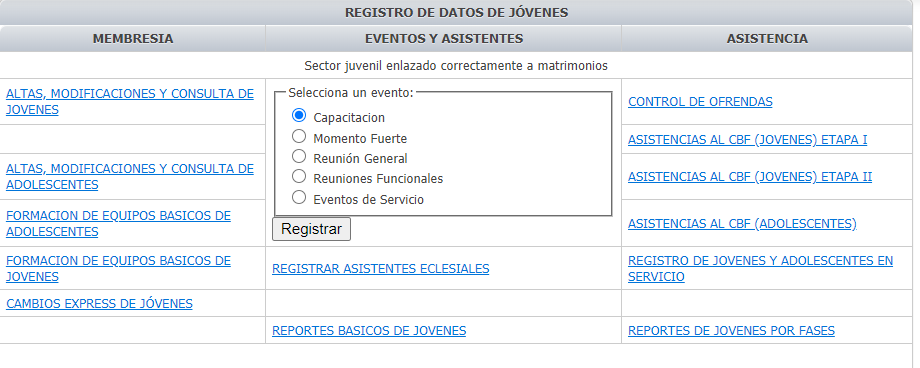 REGISTRO DE DATOS DE JÓVENES
MEMBRESIA
EVENTOS Y ASISTENTES
ASISTENCIA
Sector juvenil enlazado correctamente a matrimonios
ALTAS, MODIFICACIONES Y CONSULTA DE
JOVENES
ALTAS, MODIFICACIONES Y CONSULTA DE
ADOLESCENTES
FORMACION DE EQUIPOS BASICOS DE
ADOLESCENTES
FORMACION DE EQUIPOS BASICOS DE
JOVENES
CAMBIOS EXPRESS DE JÓVENES
Selecciona un evento:
Capacitacion
Momento Fuerte
Reunión General
Reuniones Funcionales
Eventos de Servicio
Registrar
REGISTRAR ASISTENTES ECLESIALES
REPORTES BASICOS DE JOVENES
CONTROL DE OFRENDAS
ASISTENCIAS AL CBF (JOVENES) ETAPA I
ASISTENCIAS AL CBF (JOVENES) ETAPA II
ASISTENCIAS AL CBF (ADOLESCENTES)
REGISTRO DE JOVENES Y ADOLESCENTES EN
SERVICIO
REPORTES DE JOVENES POR FASES